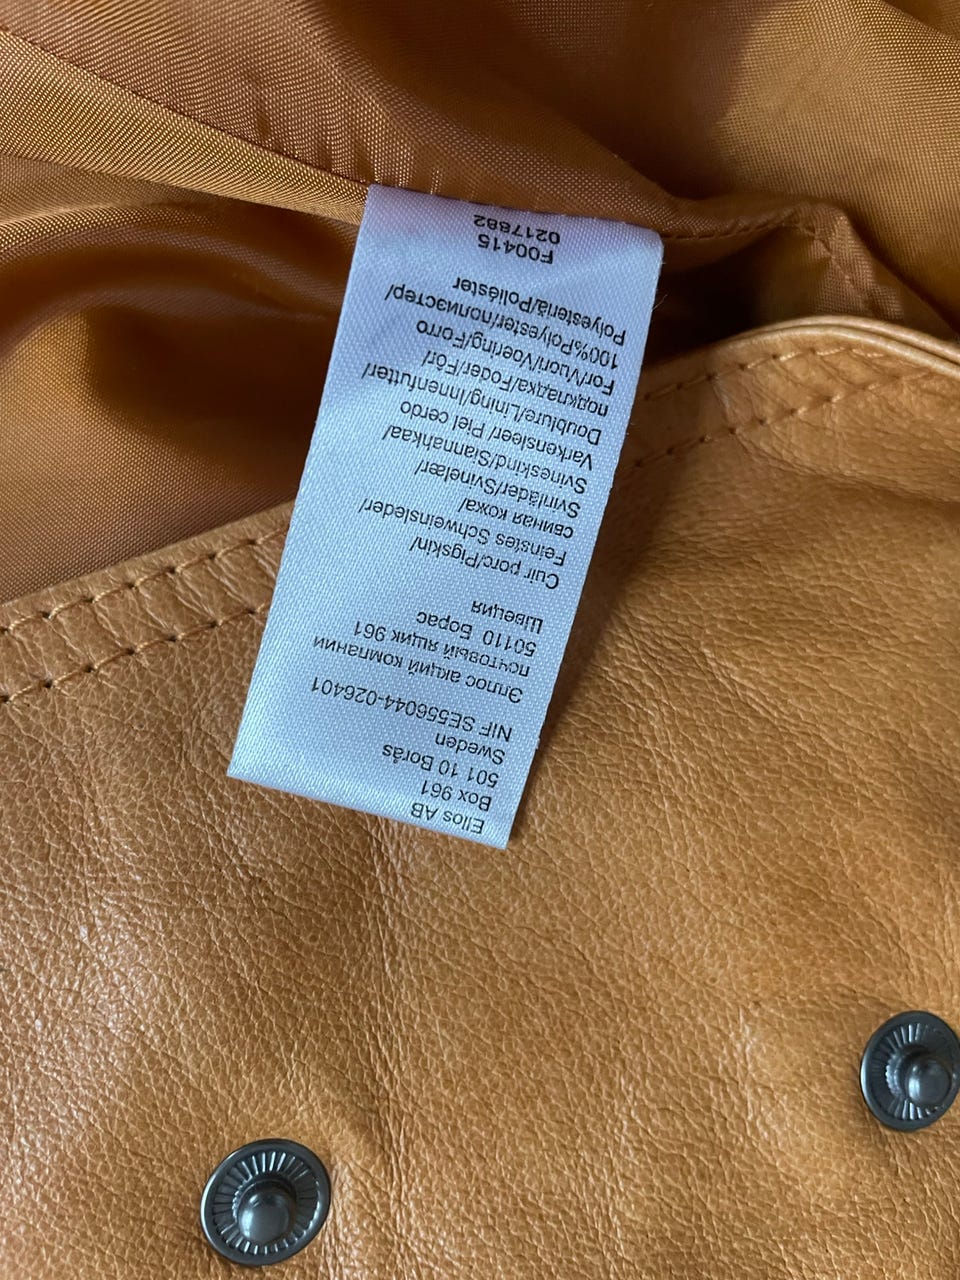 Ellos AB
Box 961
501 10 Borås
Sweden
NIF SE556044-026401
Эллос акций компании
почтовый ящик 961
50110 Борас
Швеция
Cuir porc/Pigskin/
Feinstes Schweinsleder/
свиная кожа/
Svinläder/Svinelær/
Svineskind/Siannahkaa/
Varkensleer/ Piel cerdo
Doublure/Lining/Innenfutter/
подкладка/Foder/Fôr/
For/Vuori/Voering/Forro
100%Polyester/полиэстер/
Polyesteriä/Poliéster
F00415
0217882